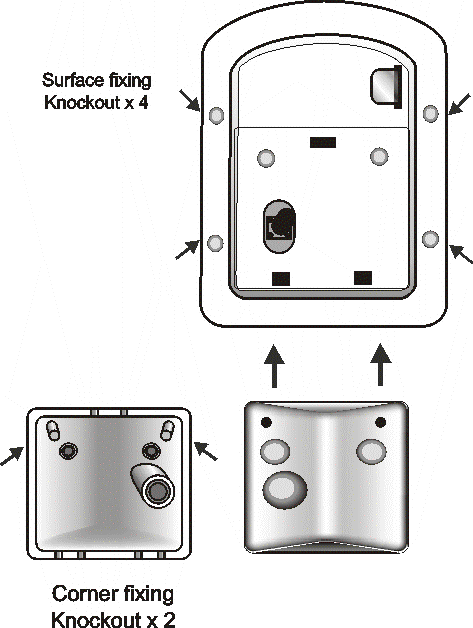 Surface fixing
Knockout x 4
Corner fixing
Knockout x 2